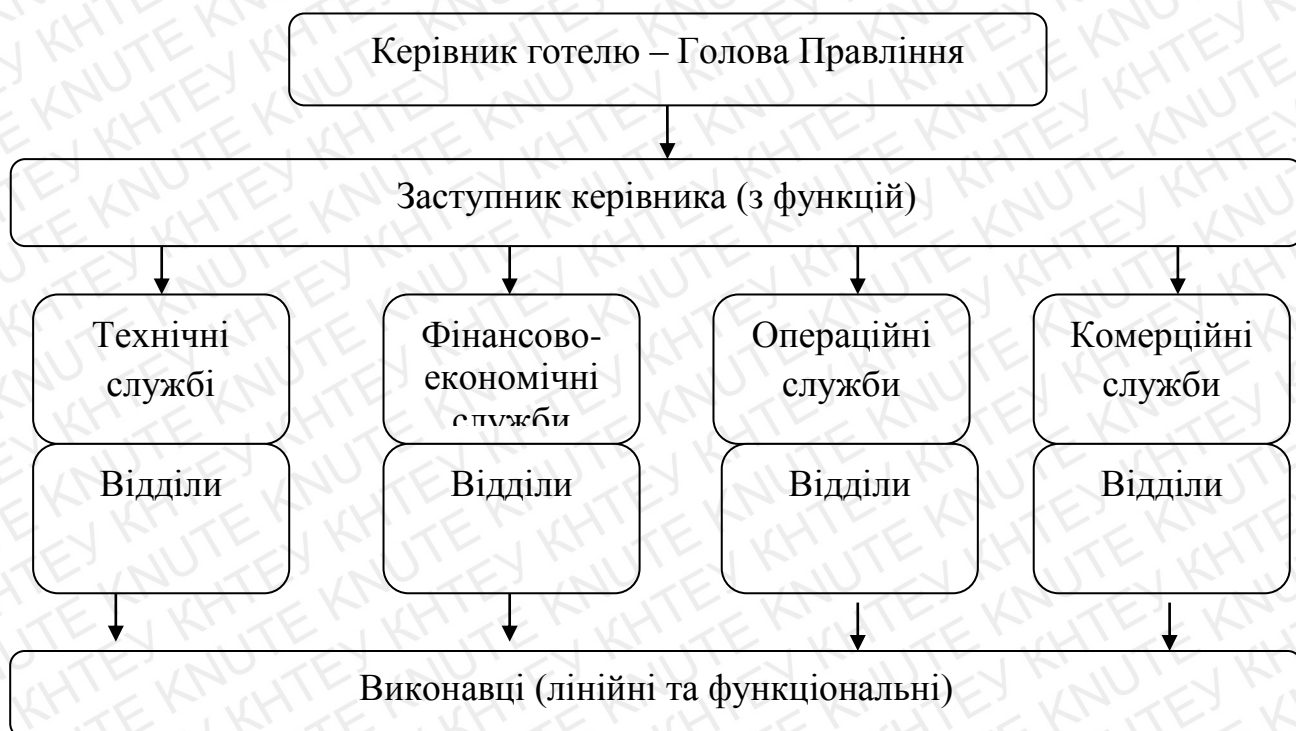 Керівник готелю – Голова Правління
Заступник керівника (з функцій)
Технічні
службі
Фінансово-
економічні
служби
Операційні
служби
Комерційні
служби
Відділи
Відділи
Відділи
Відділи
Виконавці (лінійні та функціональні)